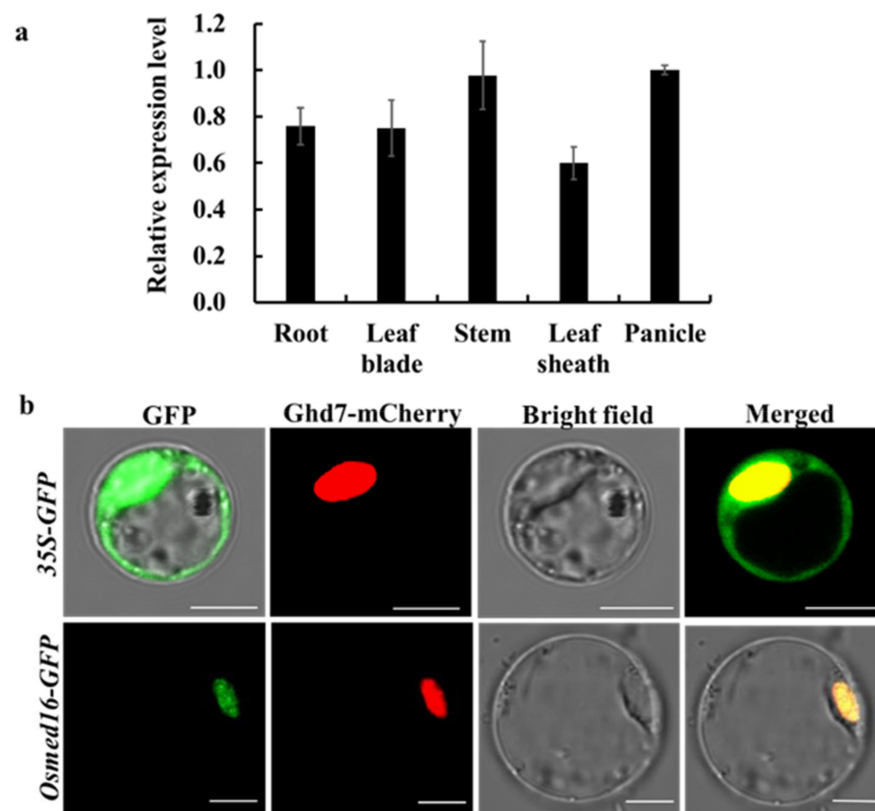 a
Relative expression level
1.2
1.0
0.8
0.6
0.4
0.2
0.0
Root
Leaf
blade
Stem
Leaf
sheath
Panicle
b
GFP
Ghd7-mCherry
Bright field
Merged
35S-GFP
Osmed16-GFP